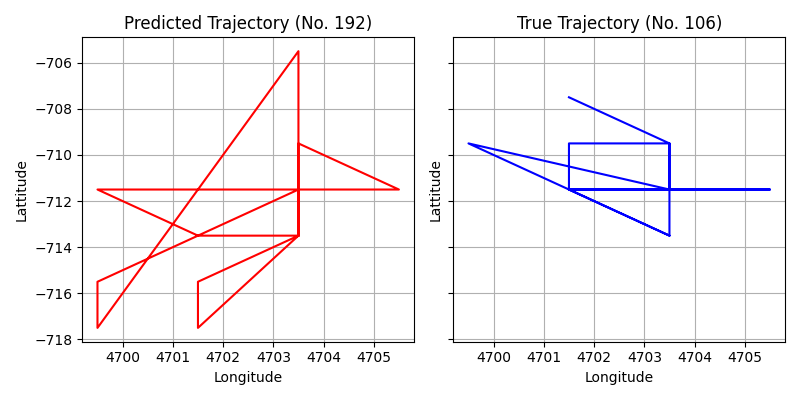 Predicted Trajectory (No. 192)
Lattitude
−706
−708
−710
−712
−714
−716
−718
4700 4701 4702 4703 4704 4705
Longitude
True Trajectory (No. 106)
Lattitude
4700 4701 4702 4703 4704 4705
Longitude